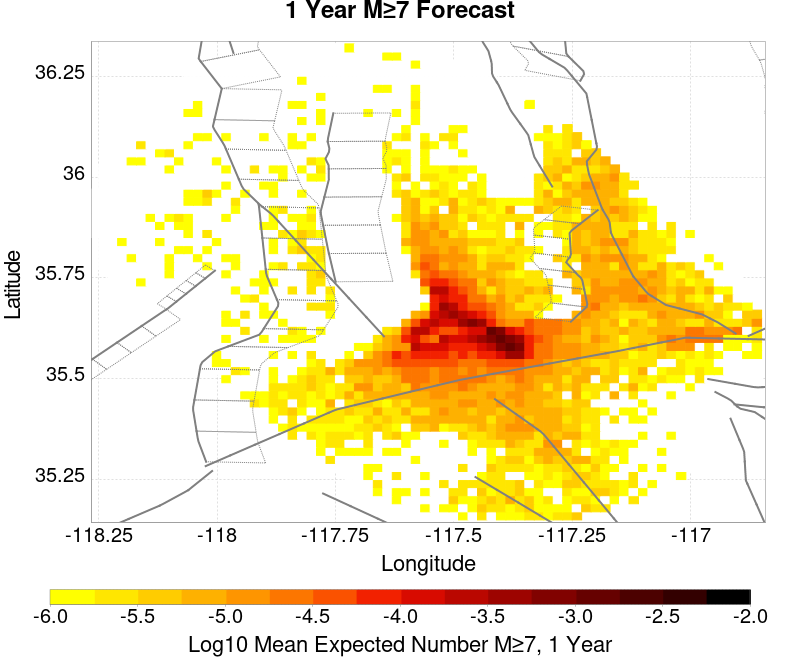 1 Year M≥7 Forecast
36.25
36
35.75
35.5
35.25
Latitude
-118.25 -118 -117.75 -117.5 -117.25 -117
Longitude
-6.0 -5.5 -5.0 -4.5 -4.0 -3.5 -3.0 -2.5 -2.0
Log10 Mean Expected Number M≥7, 1 Year